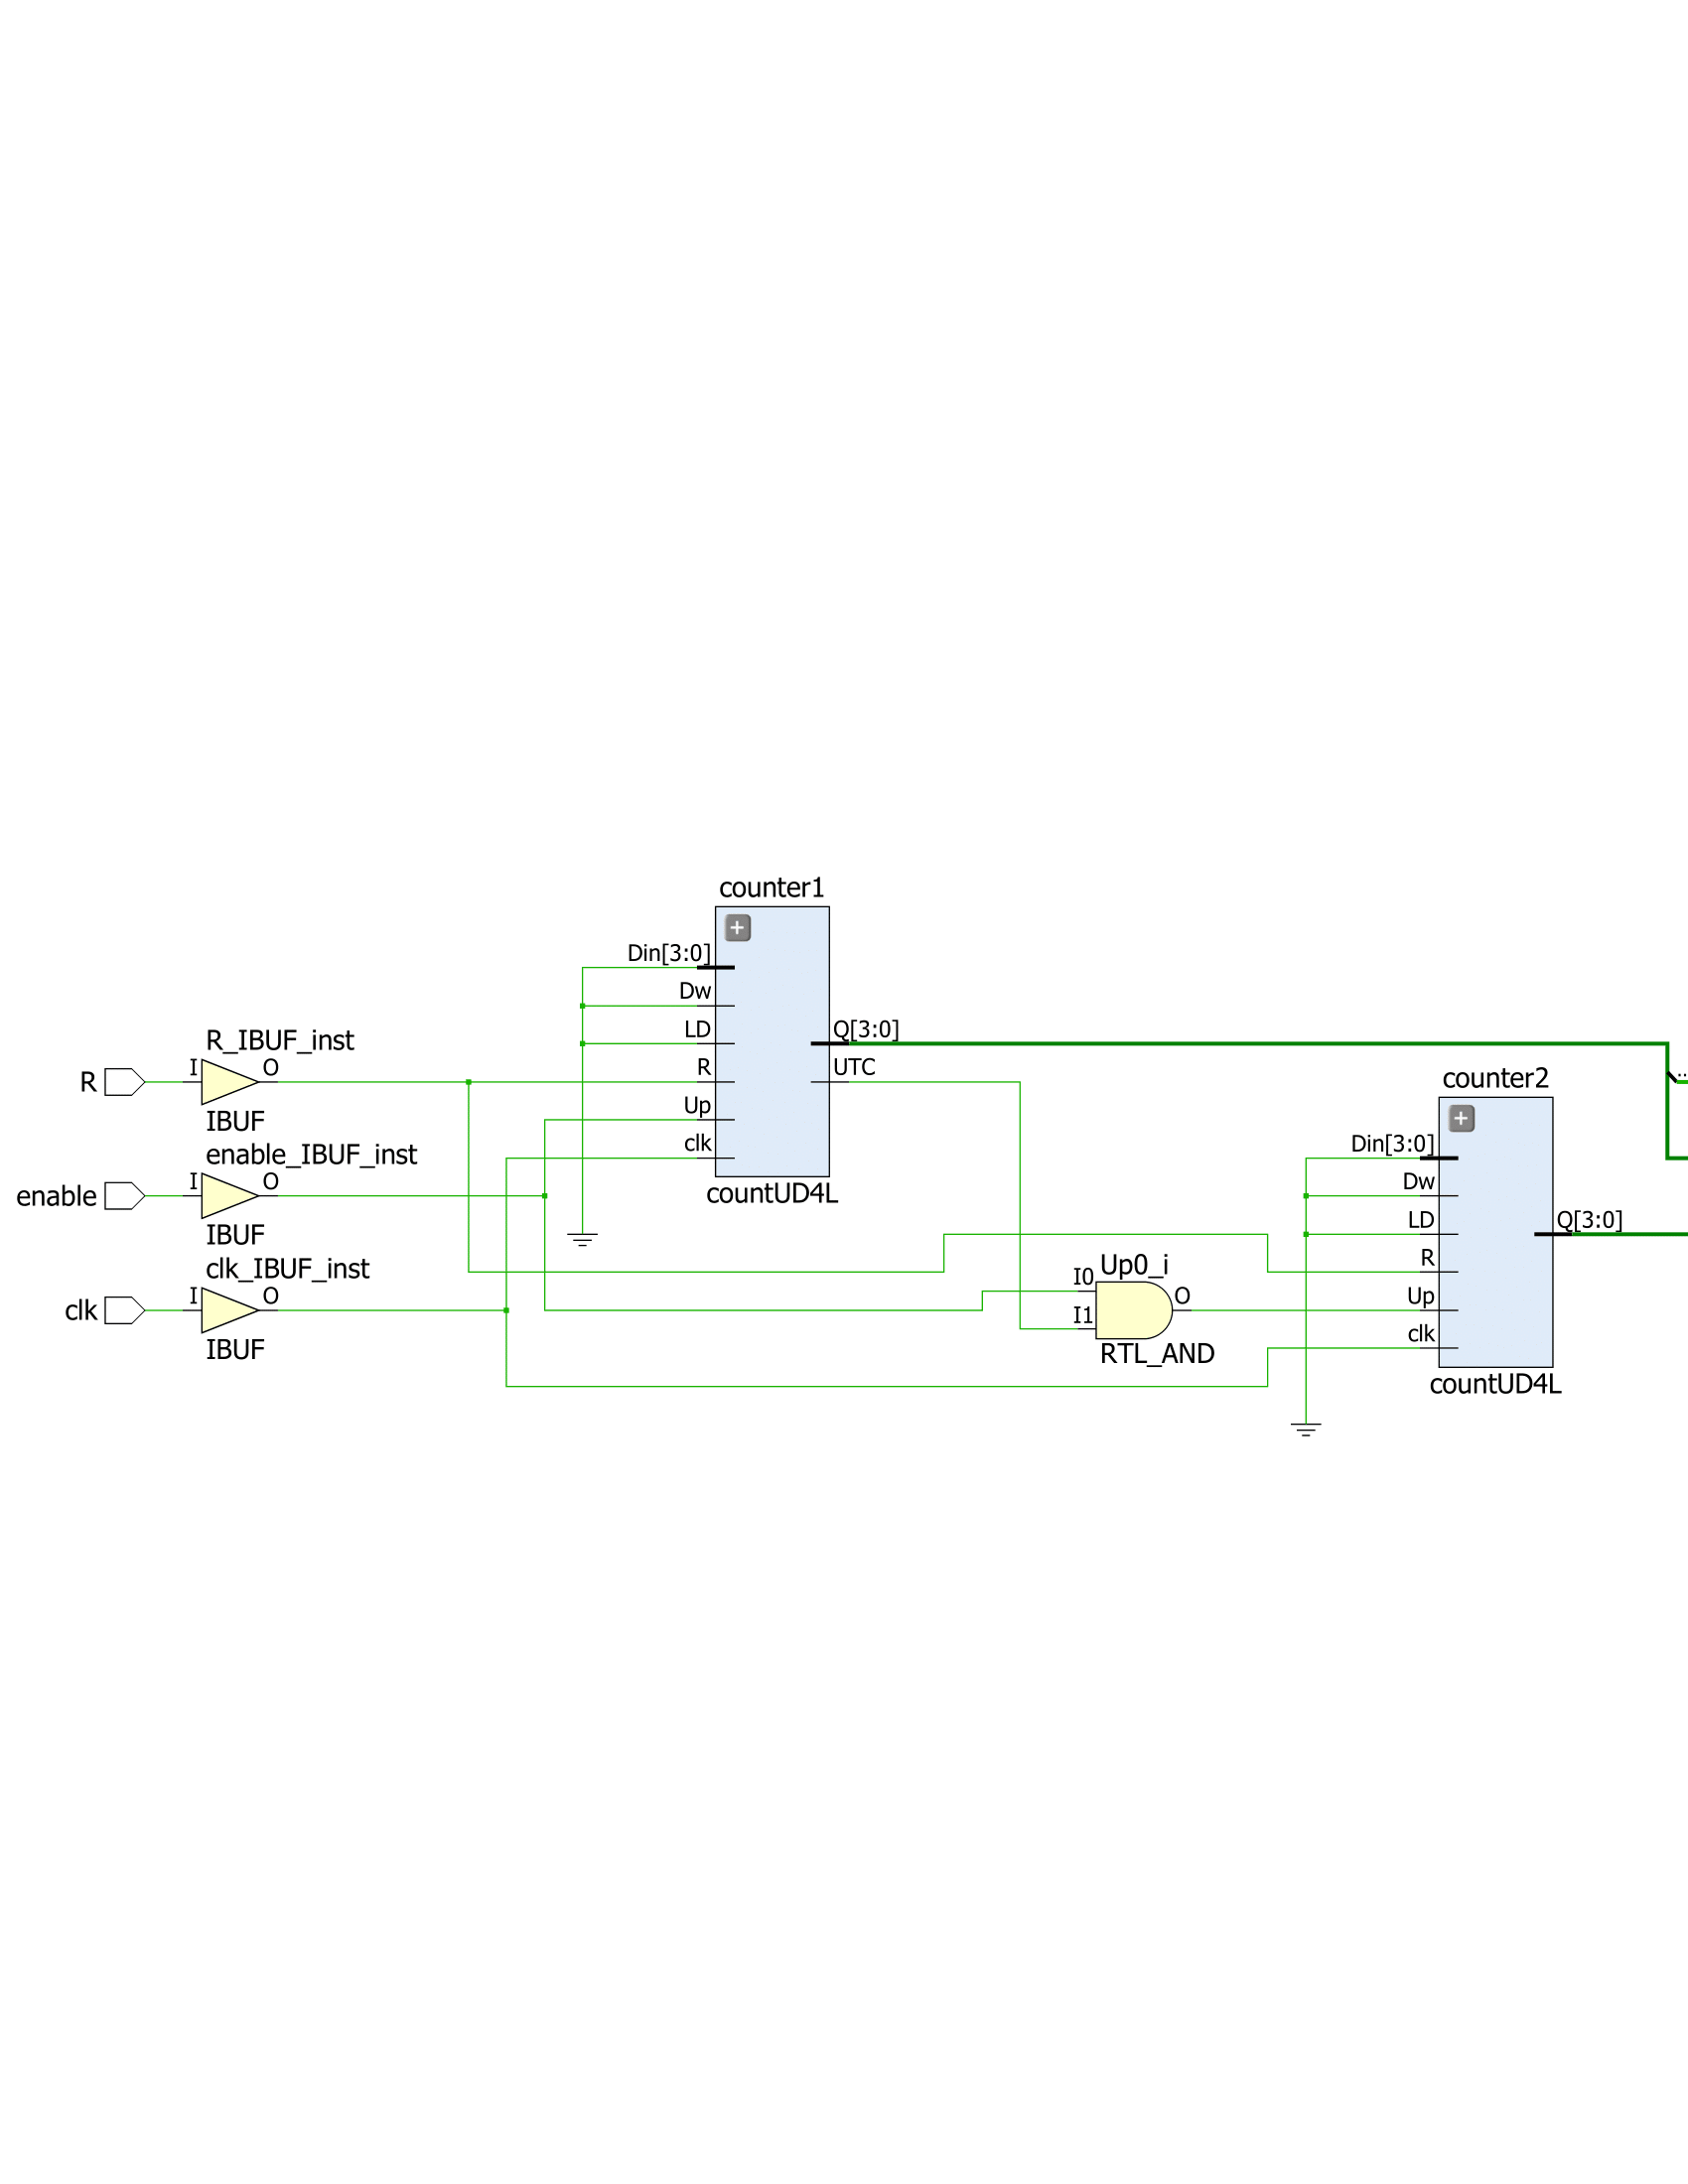 counter1
Din[3:0]
Dw
LD
R
Up
clk
Q[3:0]
UTC
countUD4L
R_IBUF_inst
R
I
O
IBUF
enable_IBUF_inst
enable
I
O
IBUF
clk_IBUF_inst
clk
I
O
IBUF
Up0_i
I0
I1
O
RTL_AND
counter2
Din[3:0]
Dw
LD
R
Up
clk
Q[3:0]
countUD4L
..